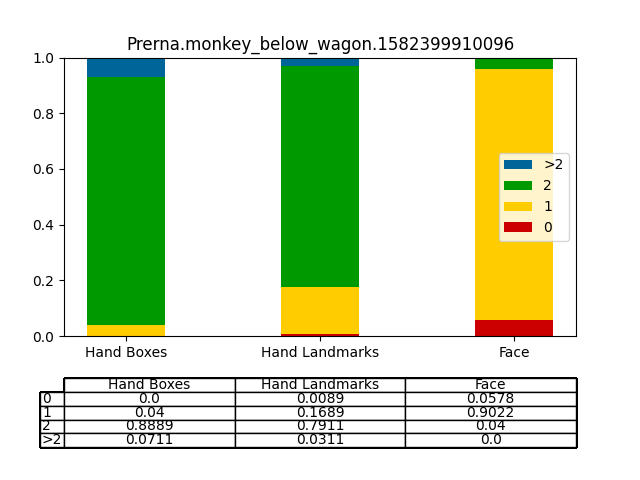 Prerna.monkey_below_wagon.1582399910096
1.0
0.8
0.6
0.4
0.2
0.0
>2
2
1
0
Hand Boxes Hand Landmarks Face
Hand Boxes Hand Landmarks Face
0 0.0 0.0089 0.0578
1 0.04 0.1689 0.9022
2 0.8889 0.7911 0.04
>2 0.0711 0.0311 0.0